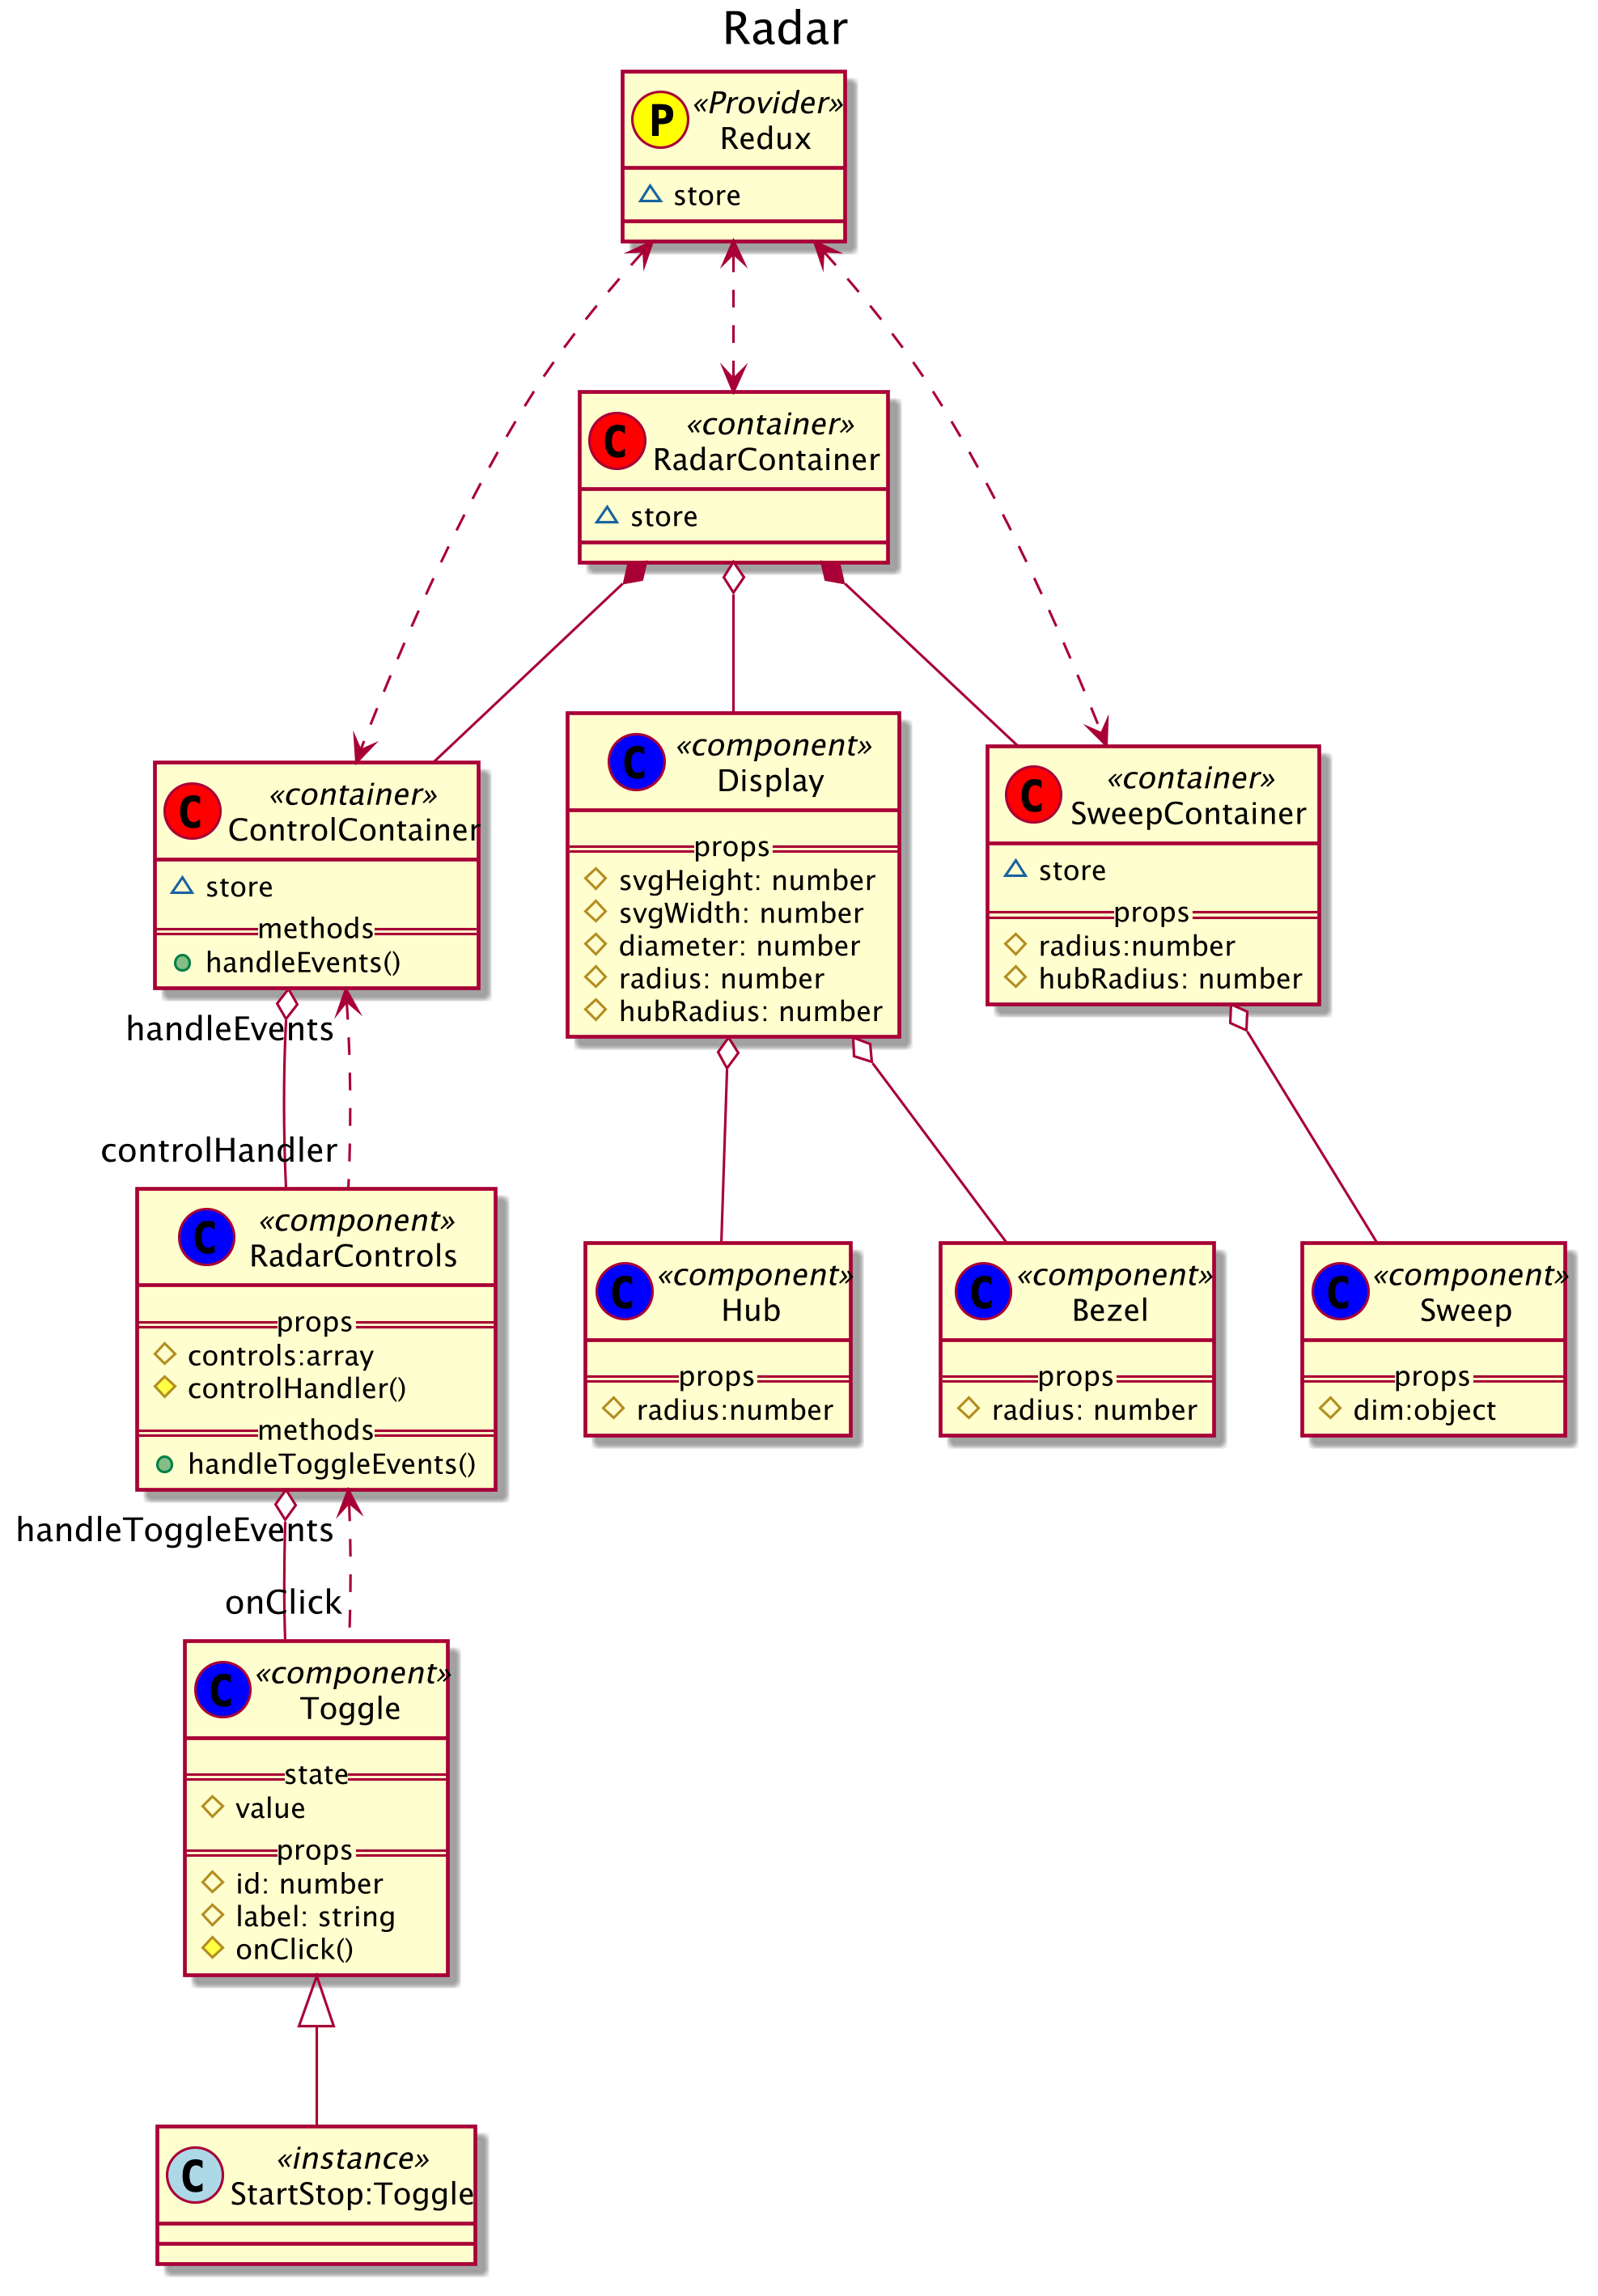 Radar
«Provider»
P
Redux
store
«container»
C
RadarContainer
store
«container»
C
ControlContainer
store
methods
handleEvents()
«component»
C
Display
props
svgHeight: number
svgWidth: number
diameter: number
radius: number
hubRadius: number
«container»
C
SweepContainer
store
props
radius:number
hubRadius: number
handleEvents
controlHandler
«component»
C
RadarControls
props
controls:array
controlHandler()
methods
handleToggleEvents()
«component»
C
Hub
props
radius:number
«component»
C
Bezel
props
radius: number
«component»
C
Sweep
props
dim:object
handleToggleEvents
onClick
«component»
C
Toggle
state
value
props
id: number
label: string
onClick()
«instance»
C
StartStop:Toggle